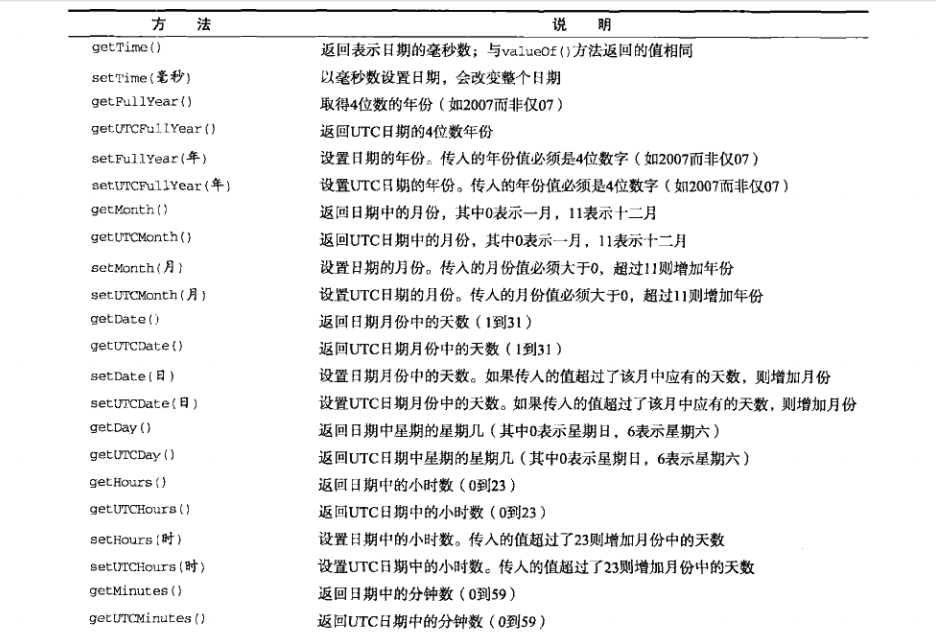 方 法 说 明
getTime() 返回表示日期的毫秒数；与valueOf()方法返回的值相同
setTime(毫秒) 以毫秒数设置日期，会改变整个日期
getFullYear() 取得4位数的年份（如2007而非仅07）
getUTCFullYear() 返回UTC日期的4位数年份
setFullYear(年) 设置日期的年份。传入的年份值必须是4位数字（如2007而非仅07）
setUTCFullYear(年) 设置UTC日期的年份。传入的年份值必须是4位数字（如2007而非仅07）
getMonth() 返回日期中的月份，其中0表示一月，11表示十二月
getUTCMonth() 返回UTC日期中的月份，其中0表示一月，11表示十二月
setMonth(月) 设置日期的月份。传入的月份值必须大于0，超过11则增加年份
setUTCMonth(月) 设置UTC日期的月份。传入的月份值必须大于0，超过11则增加年份
getDate() 返回日期月份中的天数（1到31）
getUTCDate() 返回UTC日期月份中的天数（1到31）
setDate(日) 设置日期月份中的天数。如果传入的值超过了该月中应有的天数，则增加月份
setUTCDate(日) 设置UTC日期月份中的天数。如果传入的值超过了该月中应有的天数，则增加月份
getDay() 返回日期中星期的星期几（其中0表示星期日，6表示星期六）
getUTCDay() 返回UTC日期中星期的星期几（其中0表示星期日，6表示星期六）
getHours() 返回日期中的小时数（0到23）
getUTCHours() 返回UTC日期中的小时数（0到23）
setHours(时) 设置日期中的小时数。传入的值超过了23则增加月份中的天数
setUTCHours(时) 设置UTC日期中的小时数。传入的值超过了23则增加月份中的天数
getMinutes() 返回日期中的分钟数（0到59）
getUTCMinutes() 返回UTC日期中的分钟数（0到59）